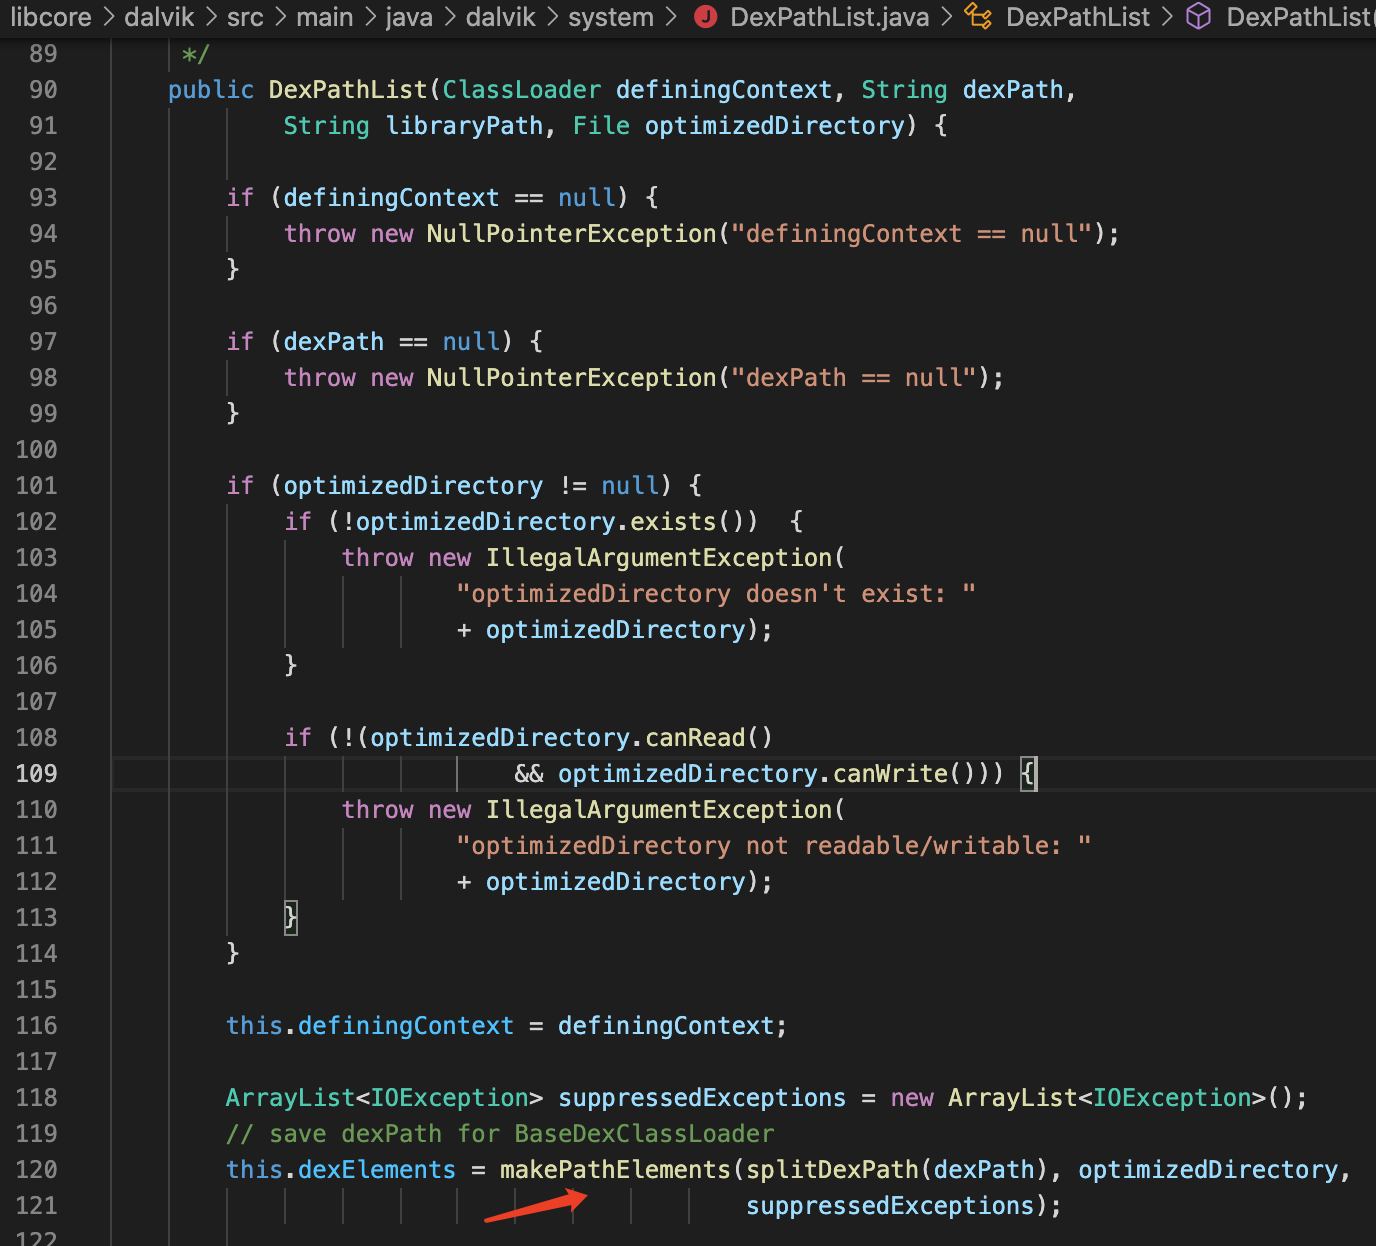 libcore > dalvik > src > main > java > dalvik > system > J DexPathList.java > DexPathList > DexPathList(
89         */
90        public DexPathList(ClassLoader definingContext, String dexPath,
91                String libraryPath, File optimizedDirectory) {
92
93            if (definingContext == null) {
94                throw new NullPointerException("definingContext == null");
95            }
96
97            if (dexPath == null) {
98                throw new NullPointerException("dexPath == null");
99            }
100
101            if (optimizedDirectory != null) {
102                if (!optimizedDirectory.exists())  {
103                    throw new IllegalArgumentException(
104                            "optimizedDirectory doesn't exist: "
105                            + optimizedDirectory);
106                }
107
108                if (!(optimizedDirectory.canRead()
109                                && optimizedDirectory.canWrite())) {
110                    throw new IllegalArgumentException(
111                            "optimizedDirectory not readable/writable: "
112                            + optimizedDirectory);
113                }
114            }
115
116            this.definingContext = definingContext;
117
118            ArrayList<IOException> suppressedExceptions = new ArrayList<IOException>();
119            // save dexPath for BaseDexClassLoader
120            this.dexElements = makePathElements(splitDexPath(dexPath), optimizedDirectory,
121                                                suppressedExceptions);
122